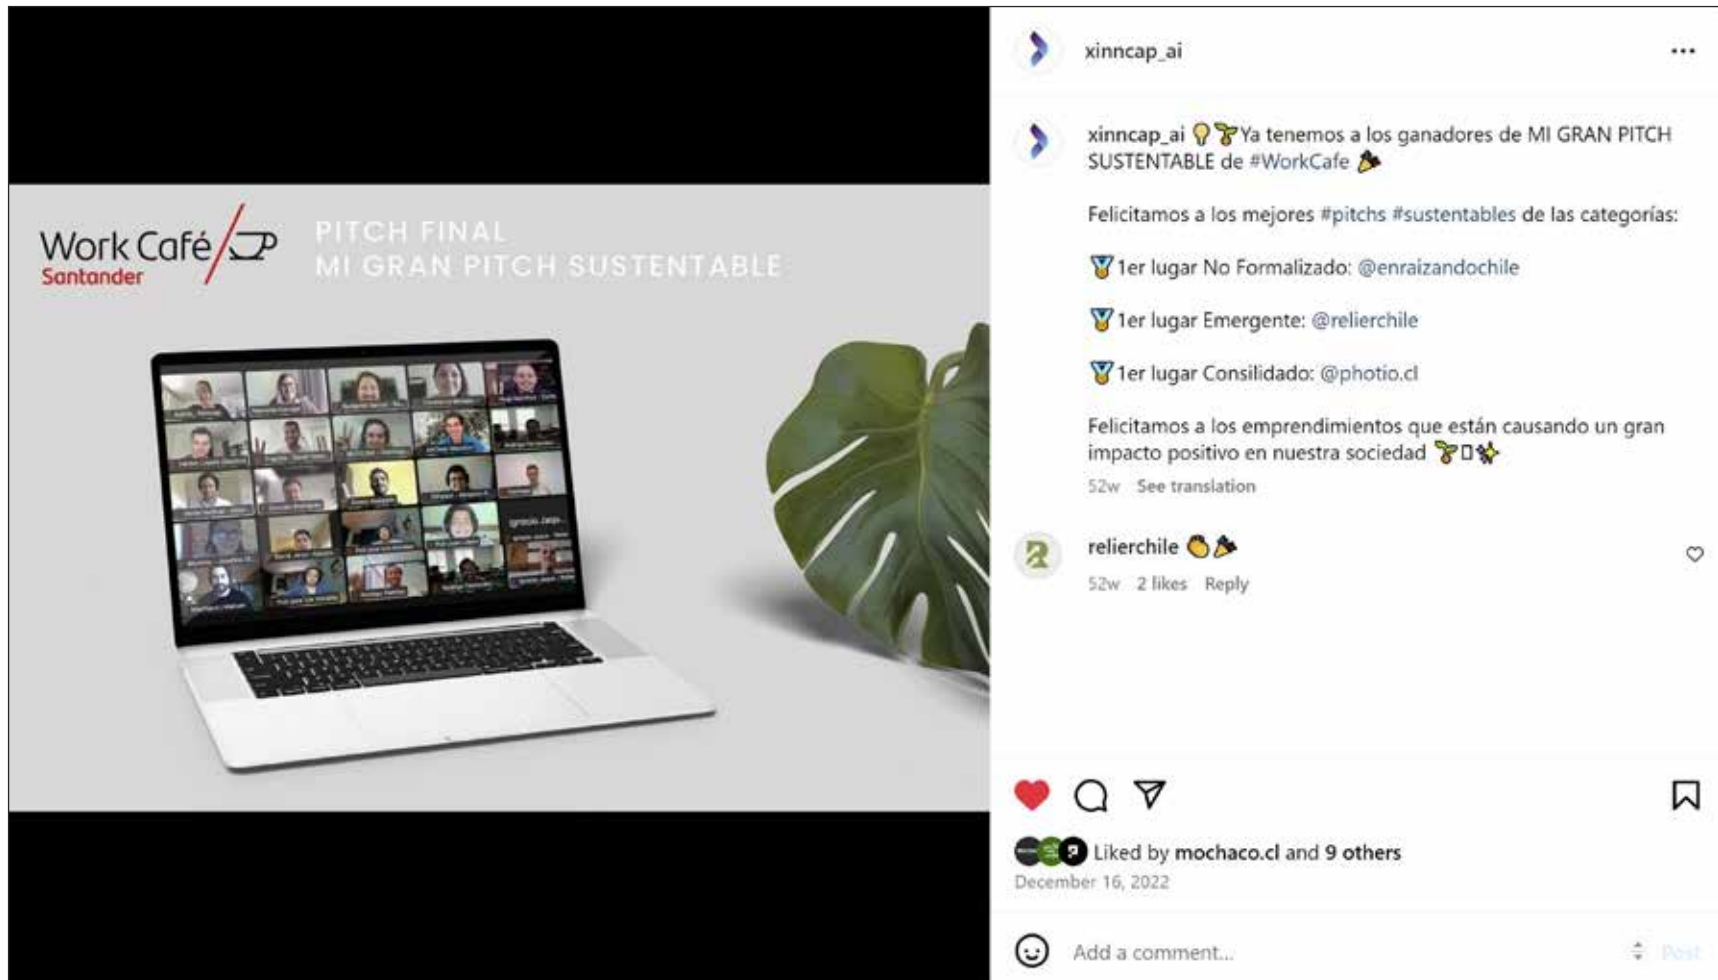 Work Café
Santander
PITCH FINAL
MI GRAN PITCH SUSTENTABLE
xinncap_ai
xinncap_ai 💡🌱Ya tenemos a los ganadores de MI GRAN PITCH
SUSTENTABLE de #WorkCafe 🎉
Felicitamos a los mejores #pitchs #sustentables de las categorías:
🏅1er lugar No Formalizado: @enraizandochile
🏅1er lugar Emergente: @relierchile
🏅1er lugar Consilidado: @photio.cl
Felicitamos a los emprendimientos que están causando un gran
impacto positivo en nuestra sociedad 🌱▯✨
52w See translation
relierchile 👏🎉
52w 2 likes Reply
Liked by mochaco.cl and 9 others
December 16, 2022
Add a comment...
Post